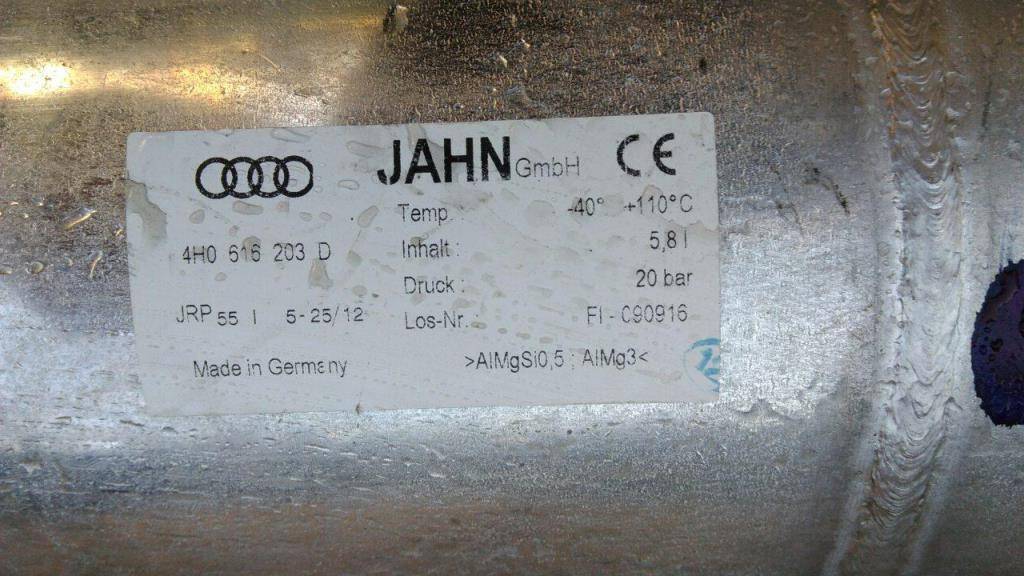 JAHN GmbH CE
Temp. -40° +110°C
4H0 616 203 D
Inhalt : 5,8 l
Druck : 20 bar
JRP 55 I 5-25/12
Los-Nr.: FI - 090916
Made in Germany
>AlMgSi0,5 ; AlMg3<